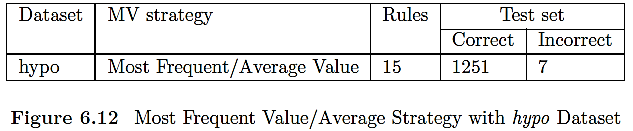 Dataset MV strategy Rules Test set
Correct Incorrect
hypo Most Frequent/Average Value 15 1251 7
Figure 6.12 Most Frequent Value/Average Strategy with hypo Dataset